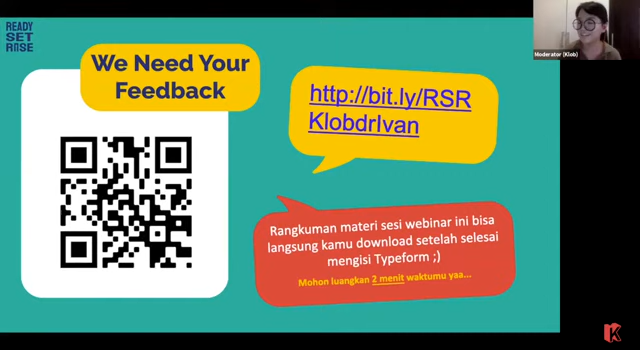 READY
SET
RIISE
We Need Your
Feedback
http://bit.ly/RSR
KlobdrIvan
Rangkuman materi sesi webinar ini bisa
langsung kamu download setelah selesai
mengisi Typeform ;)
Mohon luangkan 2 menit waktumu yaa...
Moderator (Klob)